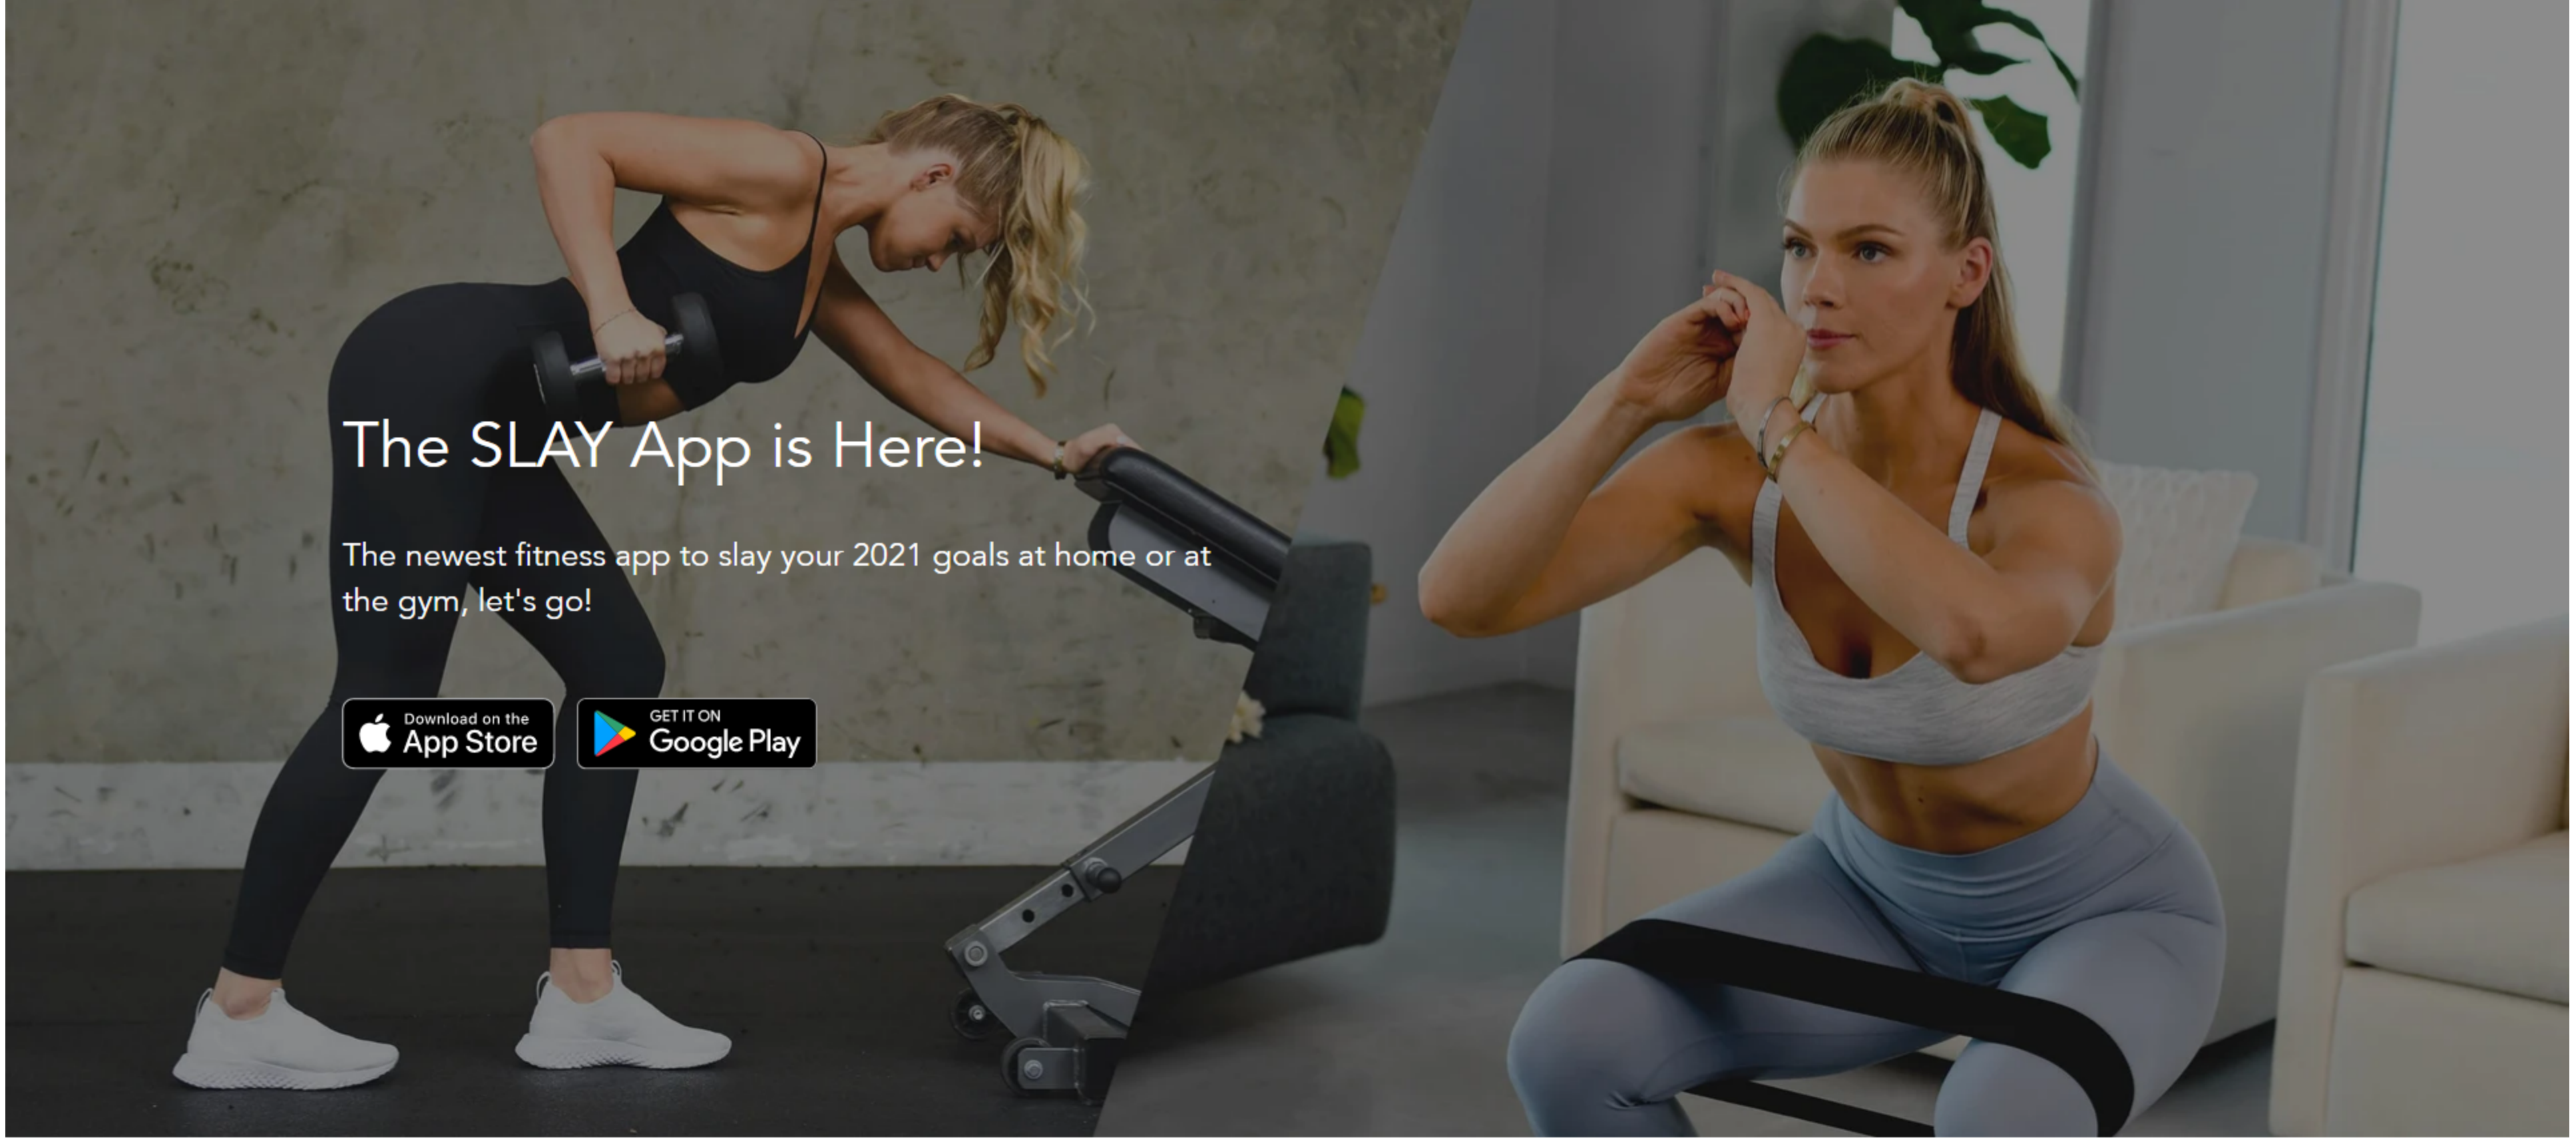 The SLAY App is Here!
The newest fitness app to slay your 2021 goals at home or at
the gym, let's go!
Download on the
App Store
GET IT ON
Google Play